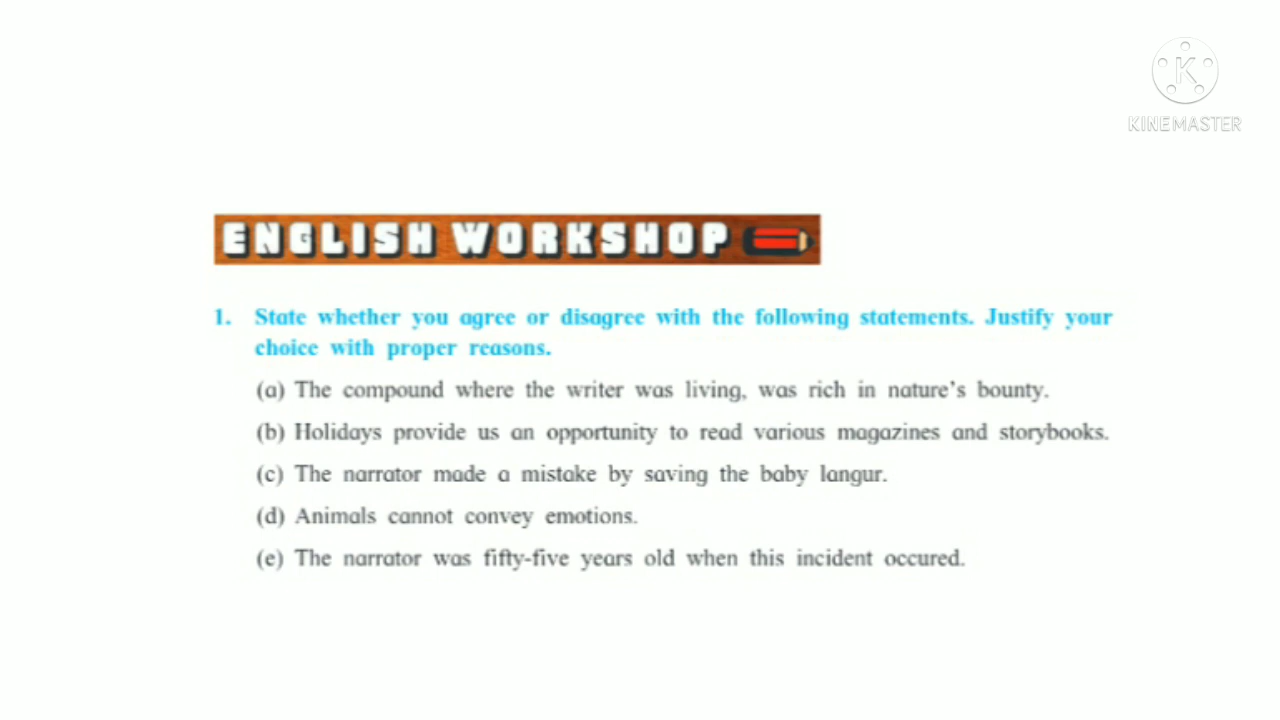 KINEMASTER
ENGLISH WORKSHOP
1. State whether you agree or disagree with the following statements. Justify your
choice with proper reasons.
(a) The compound where the writer was living, was rich in nature's bounty.
(b) Holidays provide us an opportunity to read various magazines and storybooks.
(c) The narrator made a mistake by saving the baby langur.
(d) Animals cannot convey emotions.
(e) The narrator was fifty-five years old when this incident occured.